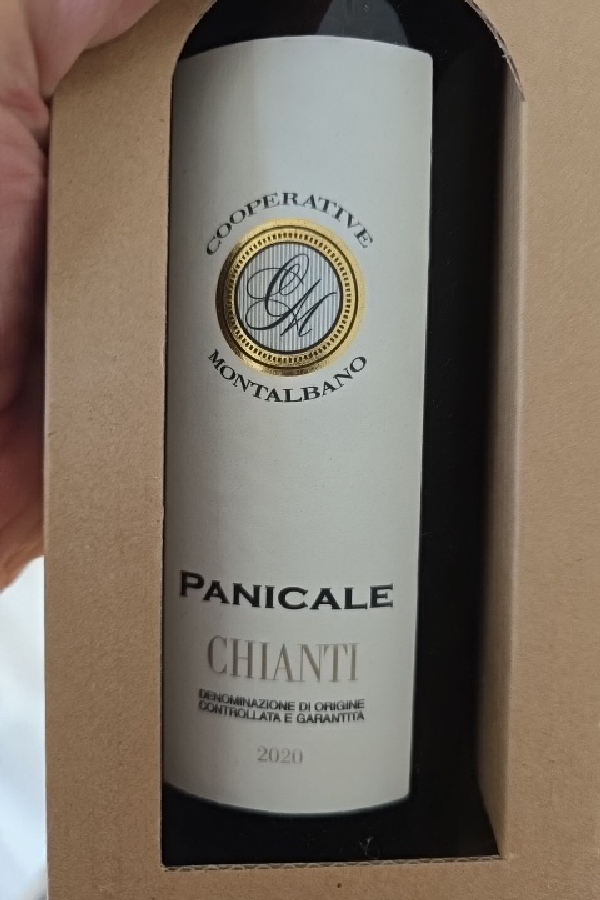 COOPERATIVE
CM
MONTALBANO
PANICALE
CHIANTI
DENOMINAZIONE DI ORIGINE
CONTROLLATA E GARANTITA
2020